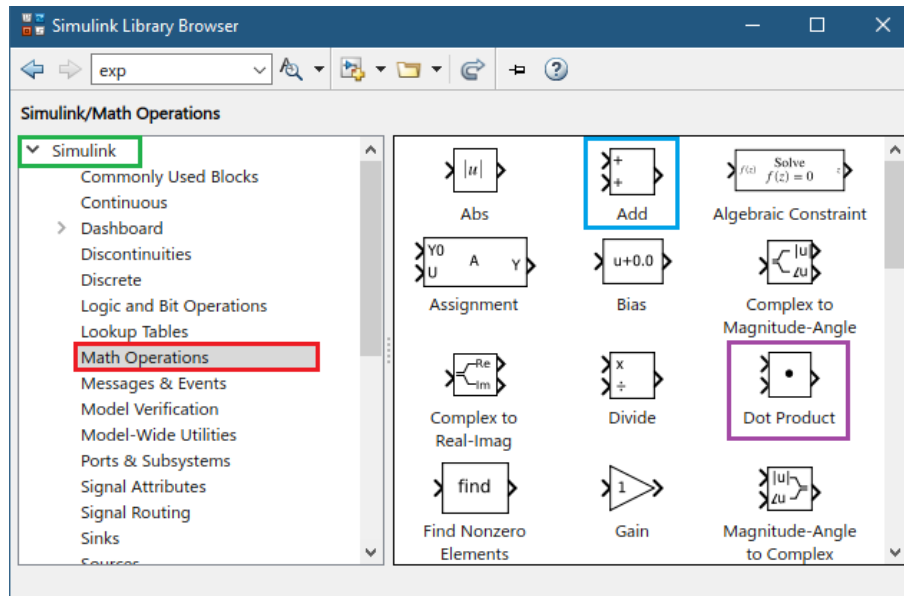 Simulink Library Browser
exp
Simulink/Math Operations
Simulink
Commonly Used Blocks
Continuous
Dashboard
Discontinuities
Discrete
Logic and Bit Operations
Lookup Tables
Math Operations
Messages & Events
Model Verification
Model-Wide Utilities
Ports & Subsystems
Signal Attributes
Signal Routing
Sinks
Sources
|u|
Abs
+
+
Add
f(z) Solve f(z) = 0 z
Algebraic Constraint
Y0
U A Y
Assignment
u+0.0
Bias
|u|
∠u
Complex to
Magnitude-Angle
Re
Im
Complex to
Real-Imag
x
÷
Divide
Dot Product
find
Find Nonzero
Elements
1
Gain
|u|
∠u
Magnitude-Angle
to Complex